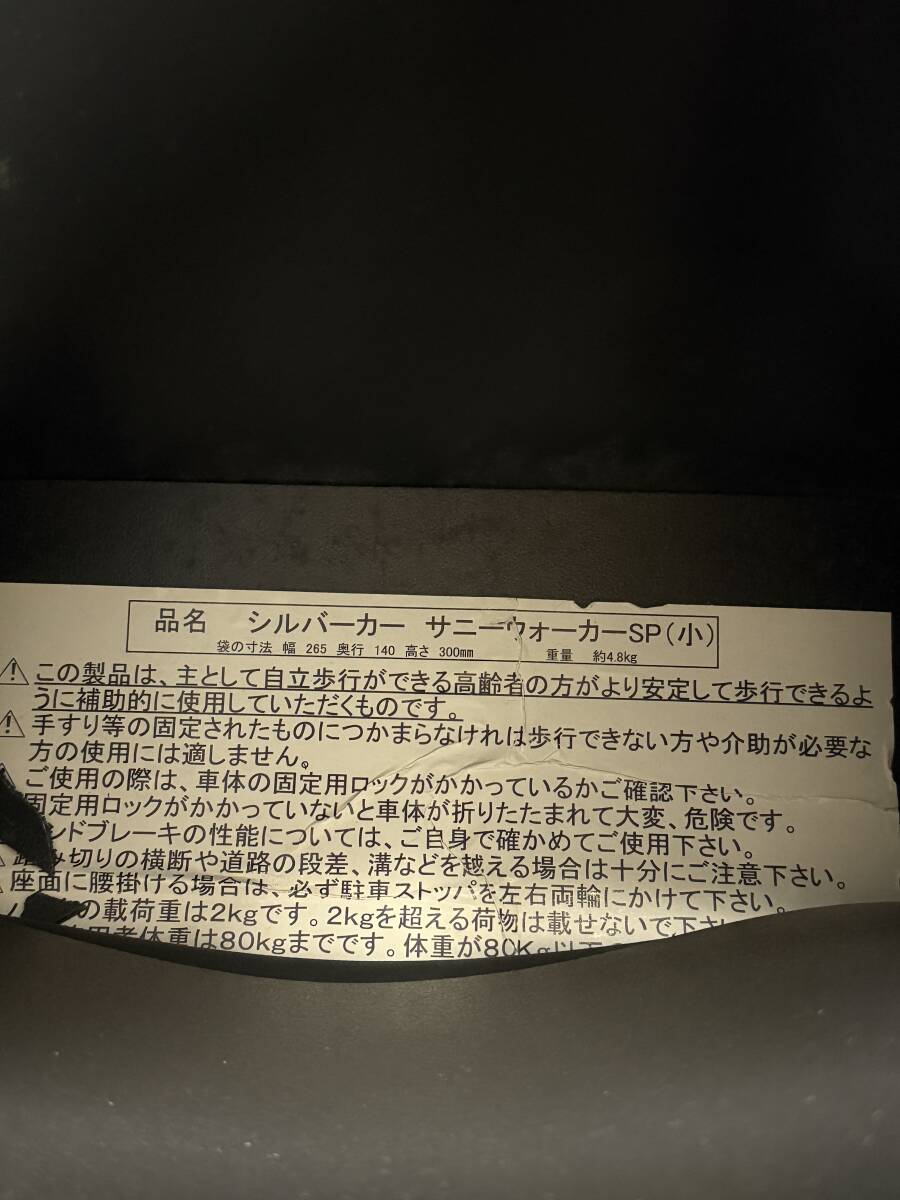 品名 シルバーカー サニーウォーカーSP(小)
袋の寸法 幅 265 奥行 140 高さ 300mm 重量 約4.8kg
この製品は、主として自立歩行ができる高齢者の方がより安定して歩行できるよ
うに補助的に使用していただくものです。
手すり等の固定されたものにつかまらなければ歩行できない方や介助が必要な
方の使用には適しません。
ご使用の際は、車体の固定用ロックがかかっているかご確認下さい。
固定用ロックがかかっていないと車体が折りたたまれて大変、危険です。
ンドブレーキの性能については、ご自身で確かめてご使用下さい。
踏み切りの横断や道路の段差、溝などを越える場合は十分にご注意下さい。
座面に腰掛ける場合は、必ず駐車ストッパを左右両輪にかけて下さい。
の載荷重は2kgです。2kgを超える荷物は載せないで下さ
用者体重は80kgまでです。体重が80Kg以下